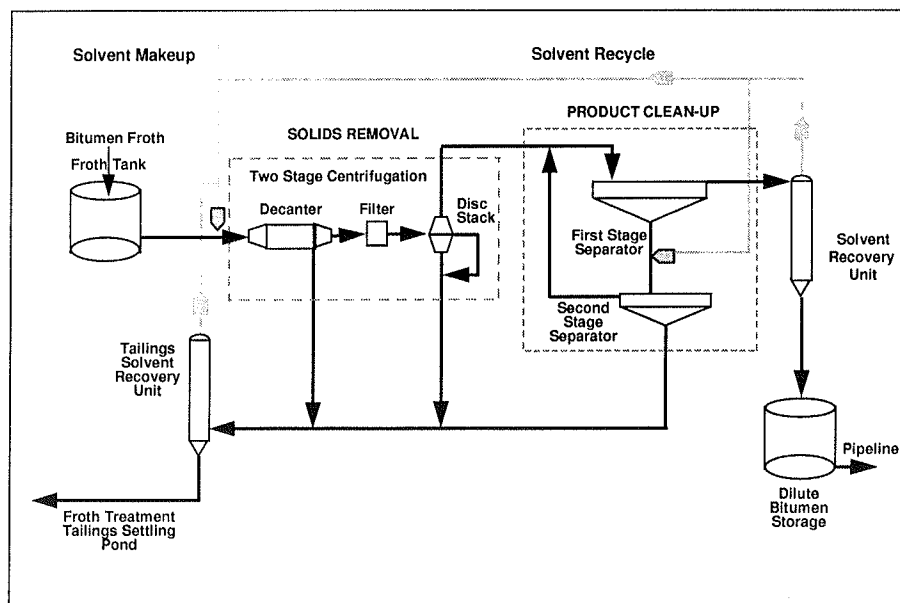 Solvent Makeup
Solvent Recycle
PRODUCT CLEAN-UP
Bitumen Froth
Froth Tank
SOLIDS REMOVAL
Two Stage Centrifugation
Decanter
Filter
Disc
Stack
First Stage
Separator
Second
Stage
Separator
Solvent
Recovery
Unit
Tailings
Solvent
Recovery
Unit
Pipeline
Dilute
Bitumen
Storage
Froth Treatment
Tailings Settling
Pond